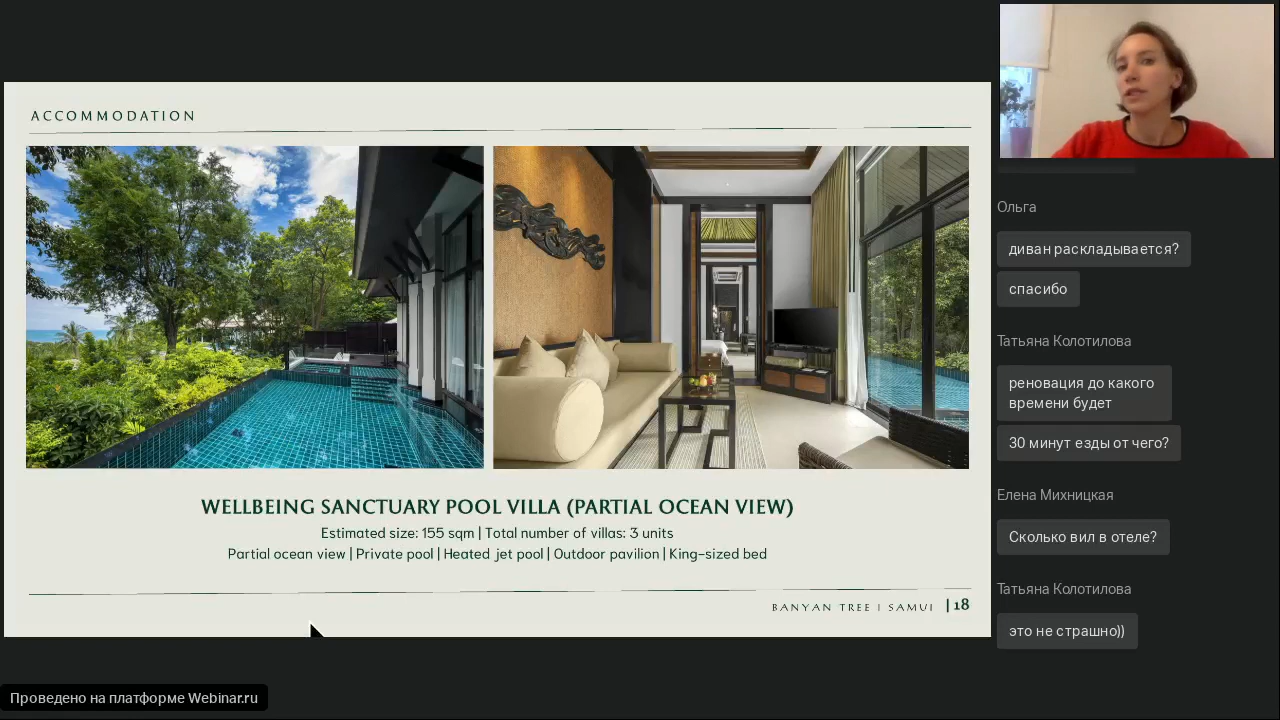 ACCOMMODATION
WELLBEING SANCTUARY POOL VILLA (PARTIAL OCEAN VIEW)
Estimated size: 155 sqm | Total number of villas: 3 units
Partial ocean view | Private pool | Heated jet pool | Outdoor pavilion | King-sized bed
BANYAN TREE | SAMUI | 18
Ольга
диван раскладывается?
спасибо
Татьяна Колотилова
реновация до какого
времени будет
30 минут езды от чего?
Елена Михницкая
Сколько вил в отеле?
Татьяна Колотилова
это не страшно))
Проведено на платформе Webinar.ru